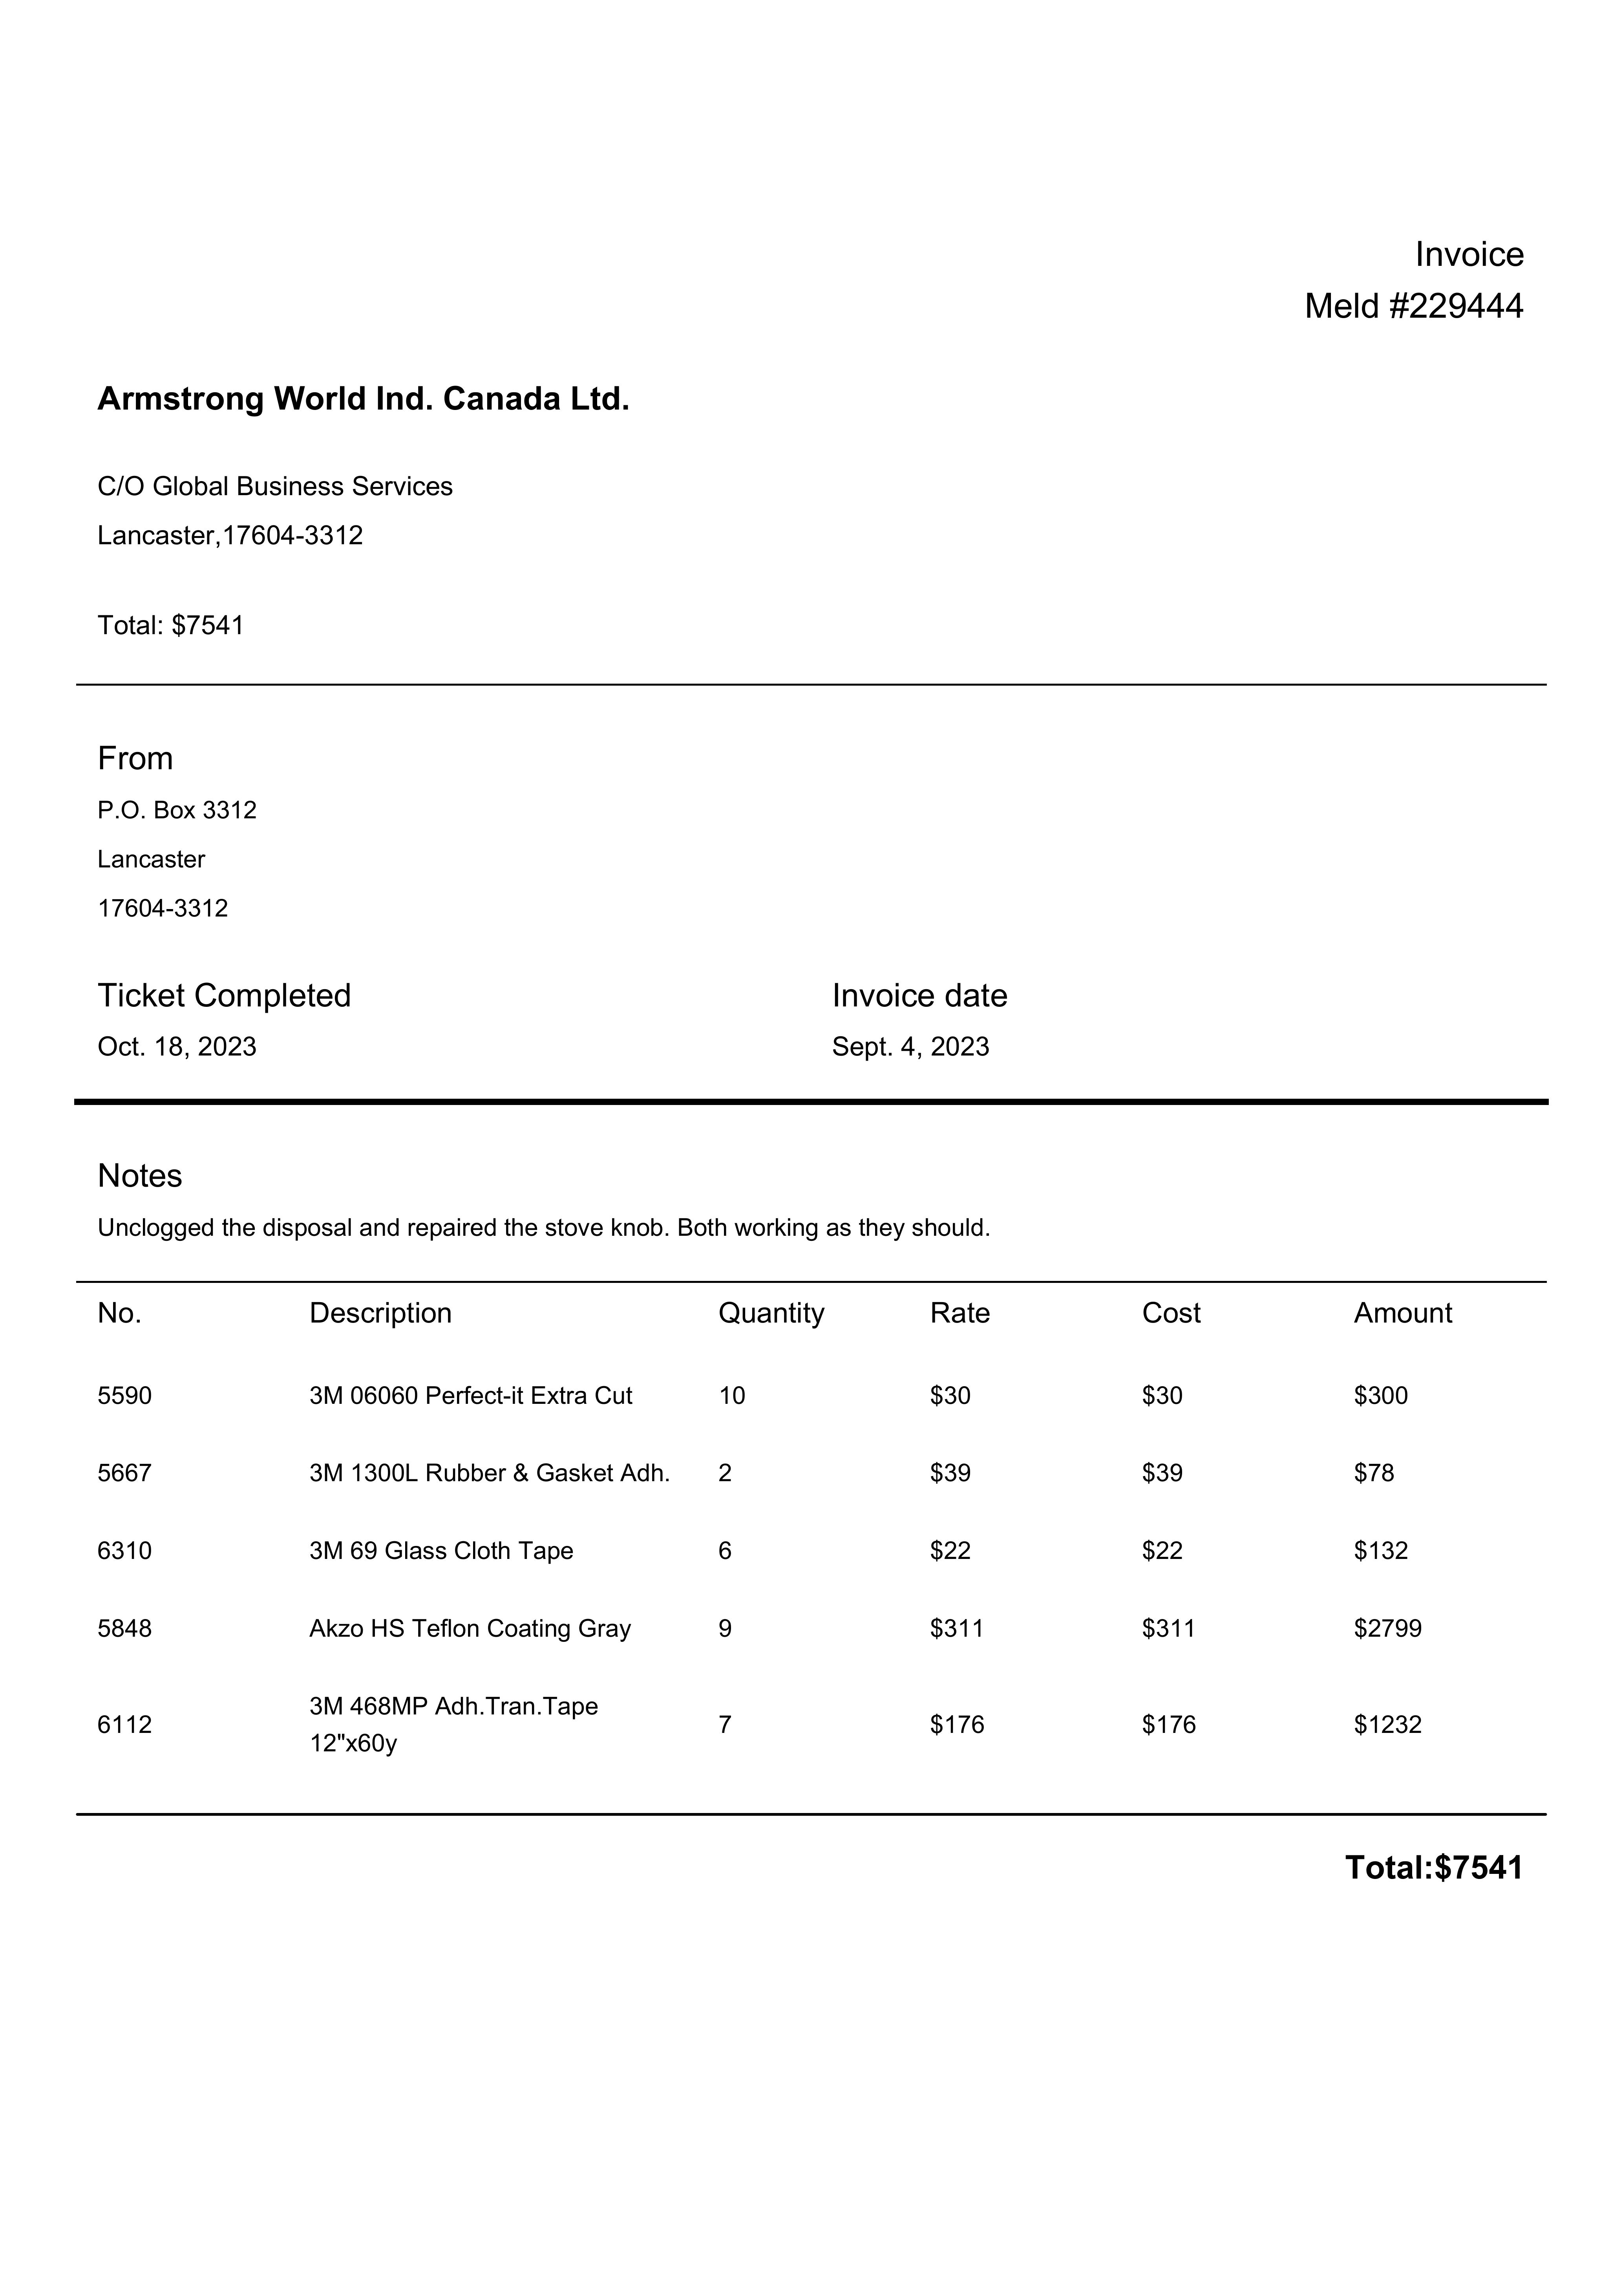 Invoice
Meld #229444
Armstrong World Ind. Canada Ltd.
C/O Global Business Services
Lancaster,17604-3312
Total: $7541
From
P.O. Box 3312
Lancaster
17604-3312
Ticket Completed Invoice date
Oct. 18, 2023 Sept. 4, 2023
Notes
Unclogged the disposal and repaired the stove knob. Both working as they should.
No. Description Quantity Rate Cost Amount
5590 3M 06060 Perfect-it Extra Cut 10 $30 $30 $300
5667 3M 1300L Rubber & Gasket Adh. 2 $39 $39 $78
6310 3M 69 Glass Cloth Tape 6 $22 $22 $132
5848 Akzo HS Teflon Coating Gray 9 $311 $311 $2799
6112 3M 468MP Adh.Tran.Tape 7 $176 $176 $1232
12"x60y
Total:$7541